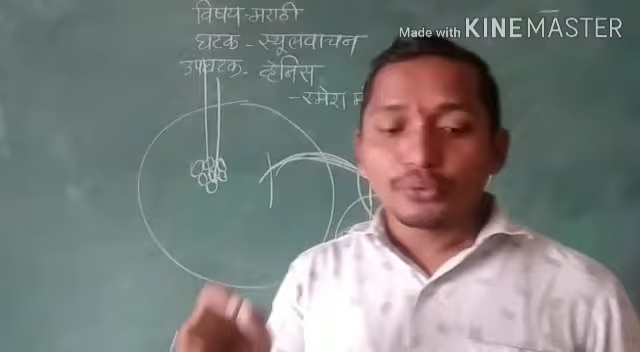 विषय-मराठी
Made with KINEMASTER
घटक - स्थूलवाचन
उपघटक- व्हेनिस
- रमेश